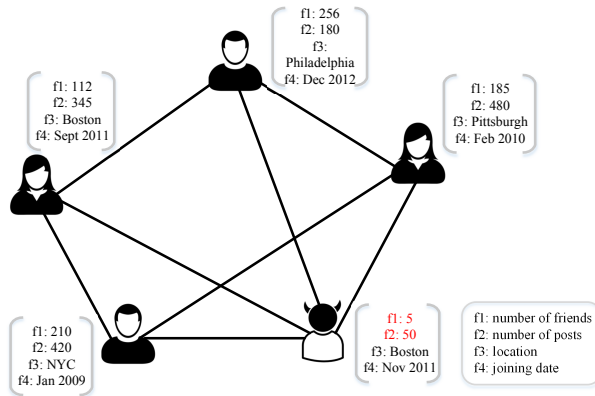 f1: 256
f2: 180
f3:
Philadelphia
f4: Dec 2012
f1: 112
f2: 345
f3: Boston
f4: Sept 2011
f1: 185
f2: 480
f3: Pittsburgh
f4: Feb 2010
f1: 210
f2: 420
f3: NYC
f4: Jan 2009
f1: 5
f2: 50
f3: Boston
f4: Nov 2011
f1: number of friends
f2: number of posts
f3: location
f4: joining date